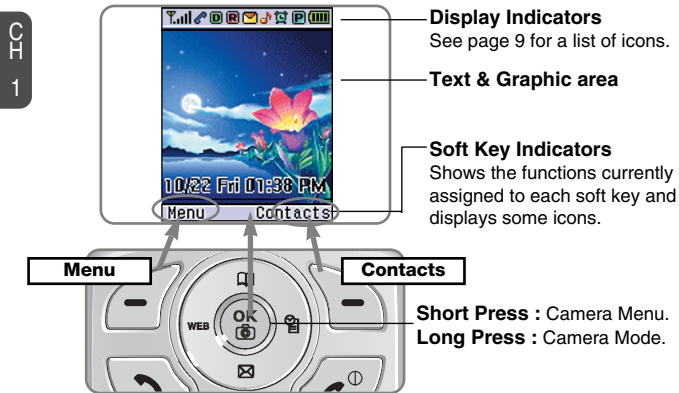 CH
1
D R P
Display Indicators
See page 9 for a list of icons.
Text & Graphic area
10/22 Fri 01:38 PM
Soft Key Indicators
Shows the functions currently
assigned to each soft key and
displays some icons.
Menu Contacts
Menu
Contacts
OK
WEB
Short Press : Camera Menu.
Long Press : Camera Mode.